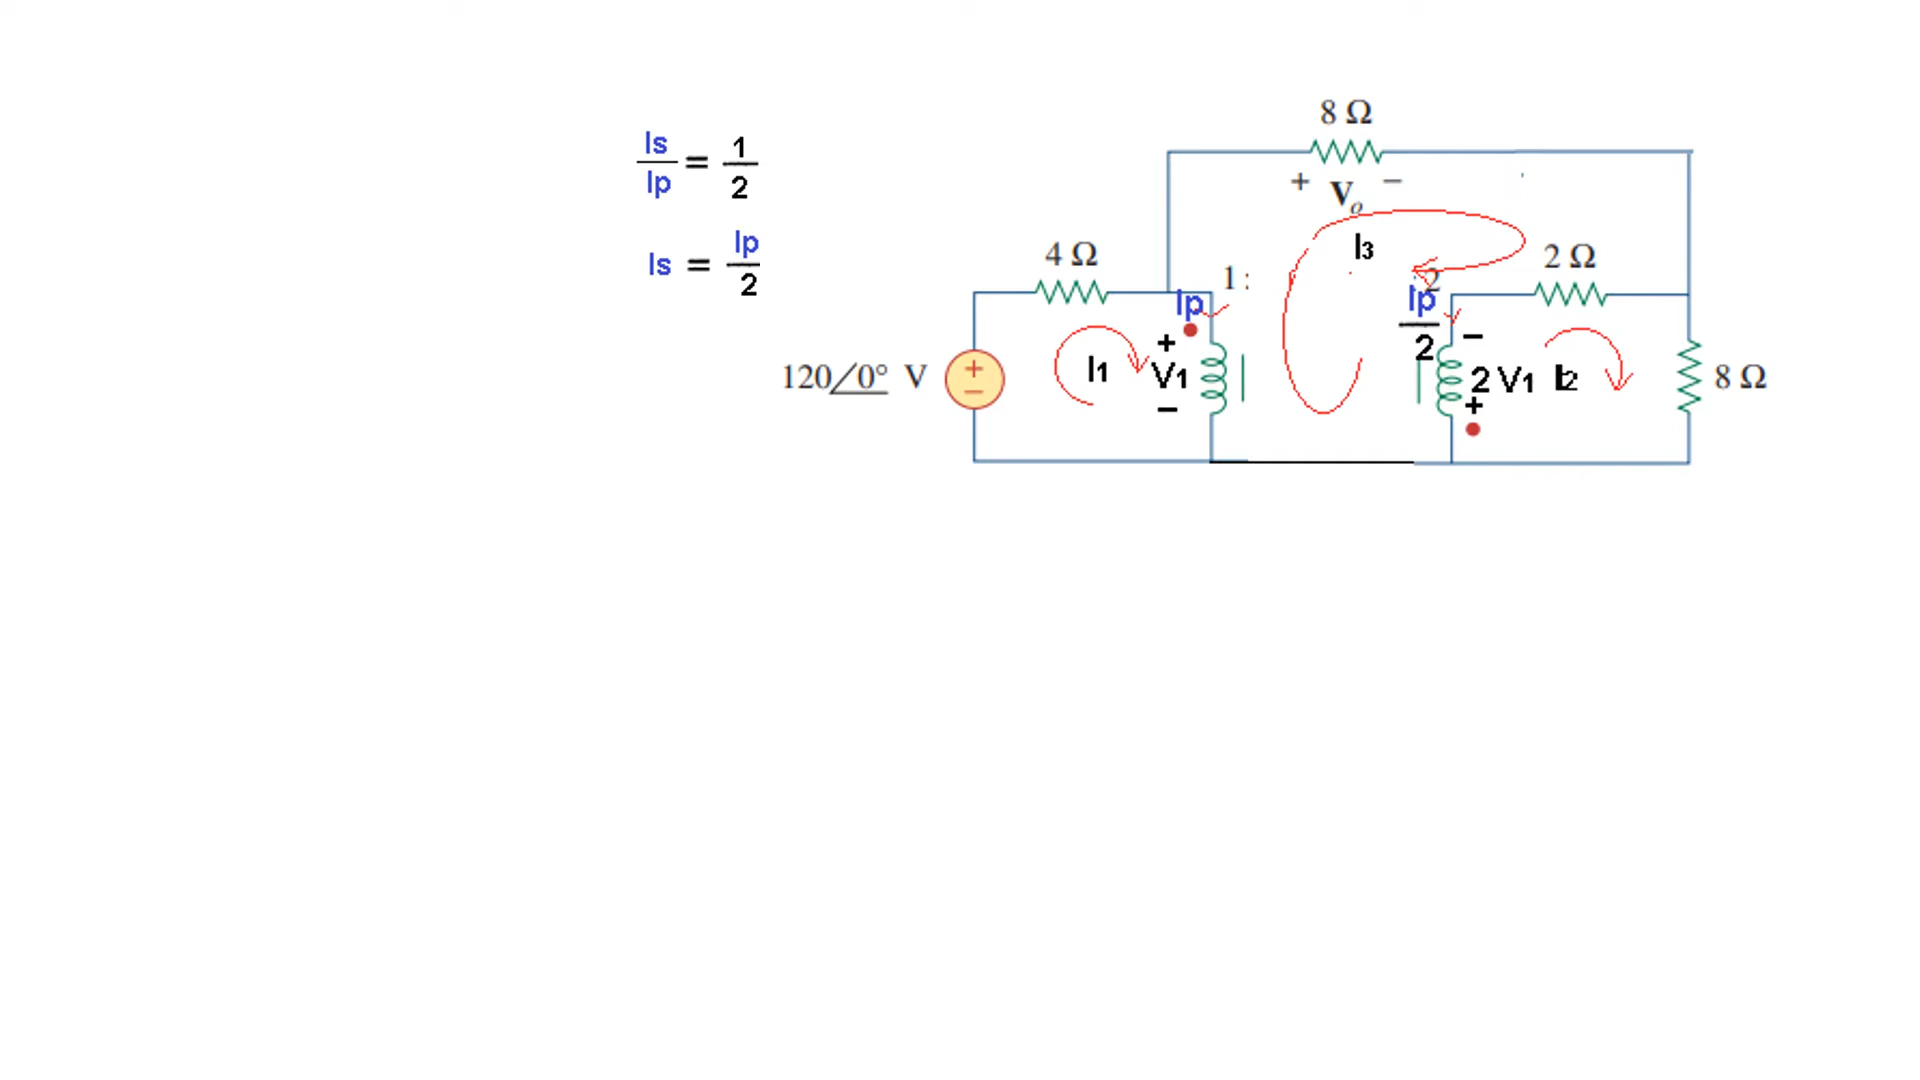 Is/Ip = 1/2
Is = Ip/2
8 Ω
+ Vo −
I3
4 Ω
1 :
2
2 Ω
Ip
Ip/2
120∠0° V
+
−
I1
+
V1
−
−
2 V1
+
I2
8 Ω